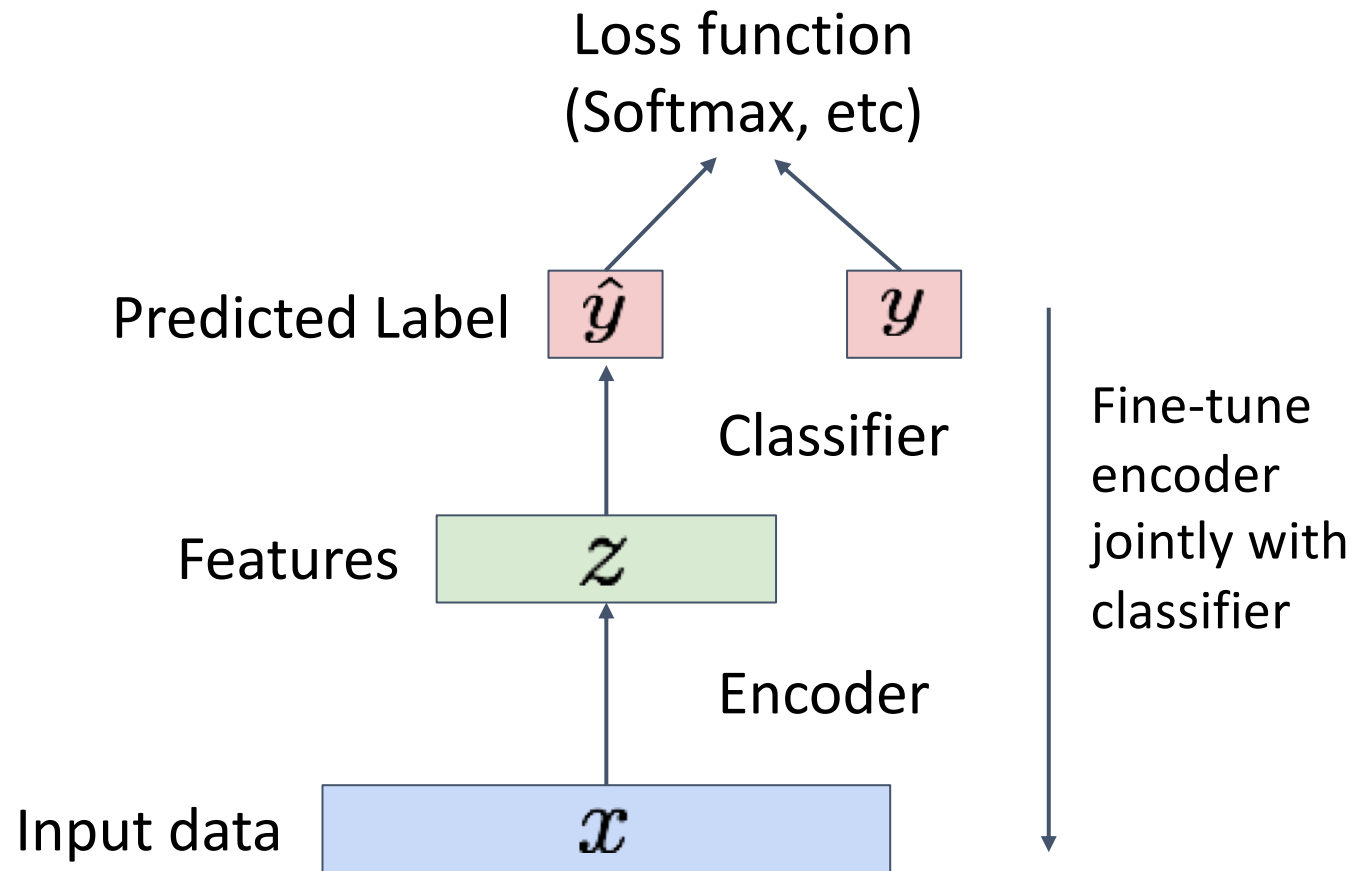 Loss function
(Softmax, etc)
Predicted Label
ŷ
y
Classifier
Fine-tune
encoder
jointly with
classifier
Features
z
Encoder
Input data
x